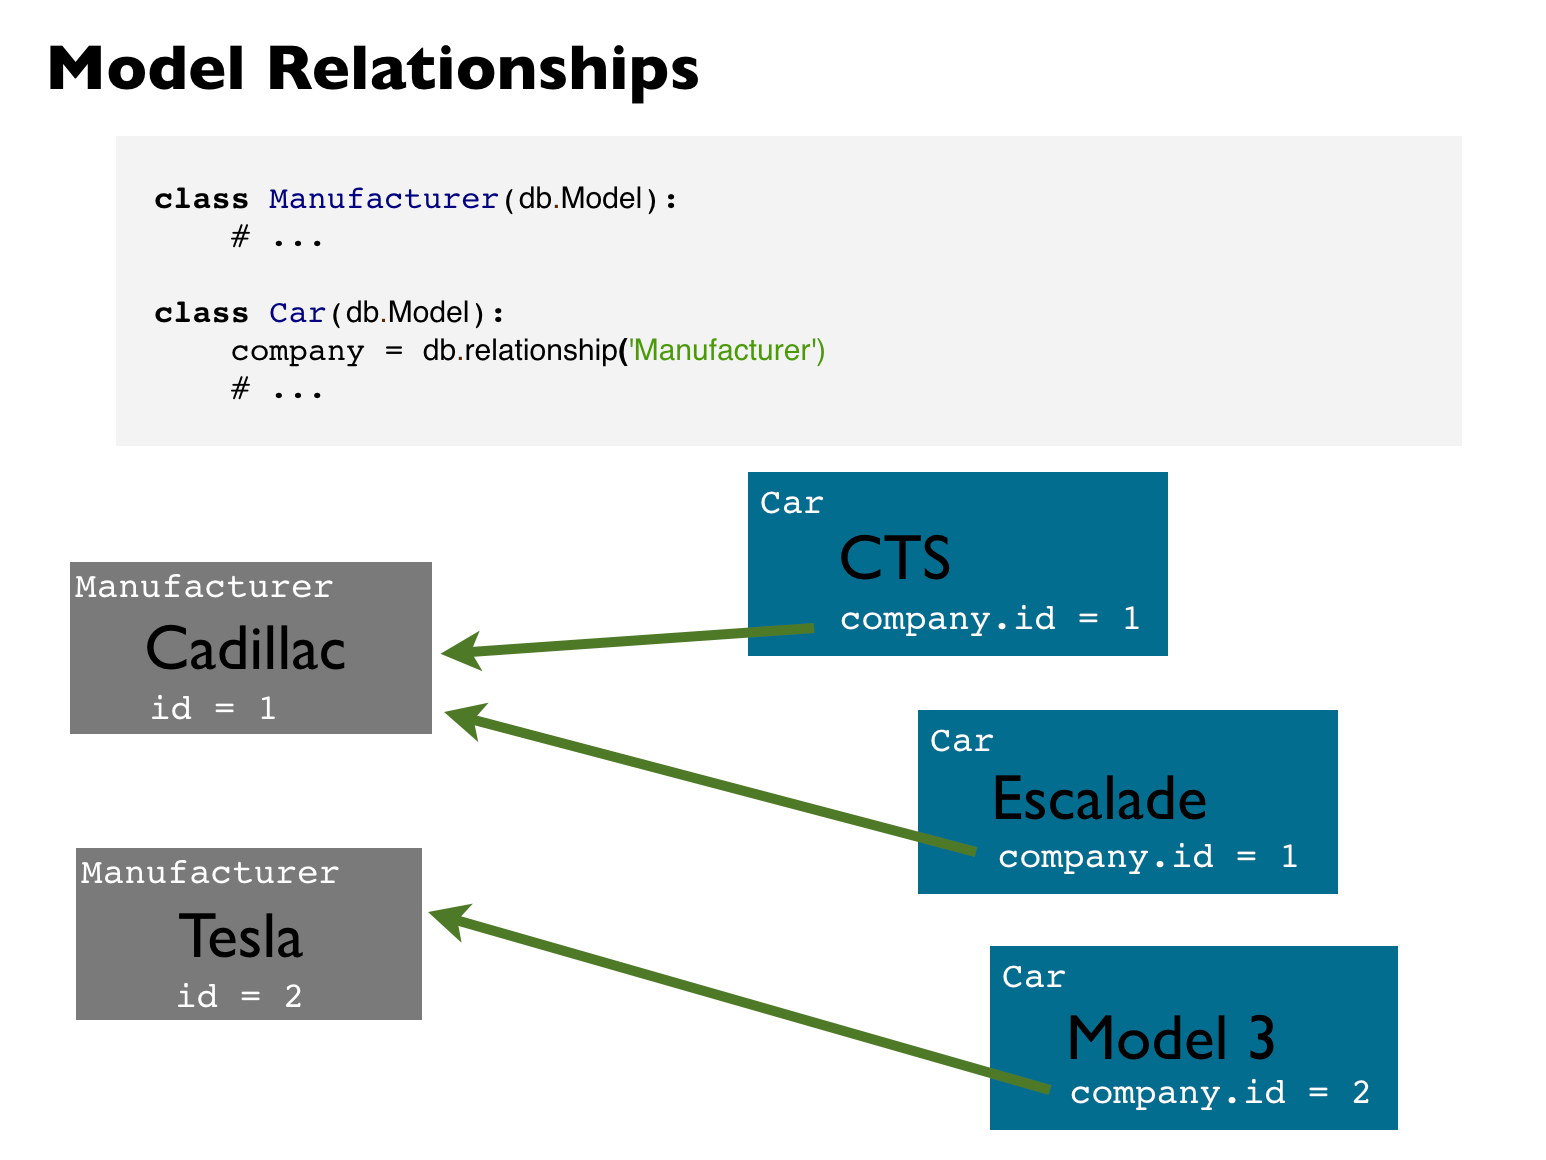 Model Relationships
class Manufacturer(db.Model):
    # ...
class Car(db.Model):
    company = db.relationship('Manufacturer')
    # ...
Car
CTS
company.id = 1
Manufacturer
Cadillac
id = 1
Car
Escalade
company.id = 1
Manufacturer
Tesla
id = 2
Car
Model 3
company.id = 2